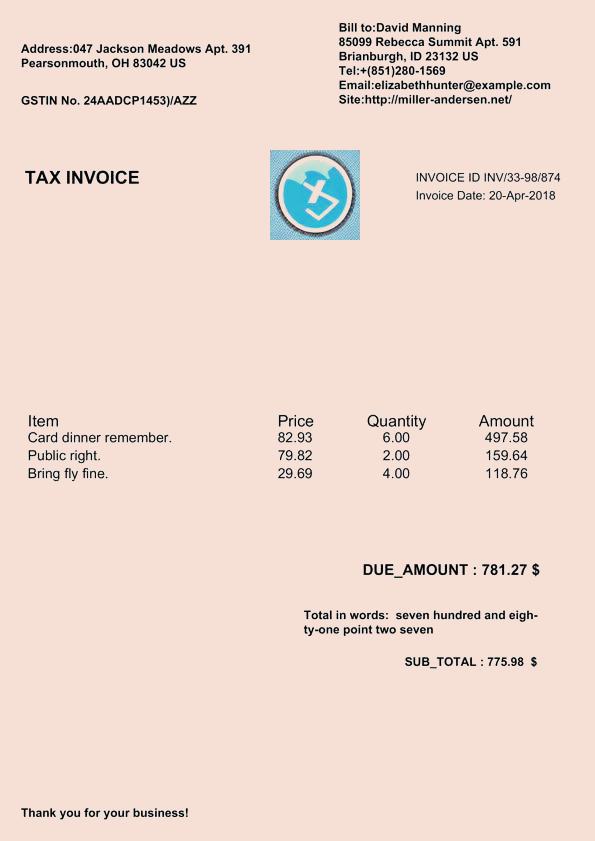 Address:047 Jackson Meadows Apt. 391
Pearsonmouth, OH 83042 US
GSTIN No. 24AADCP1453)/AZZ
Bill to:David Manning
85099 Rebecca Summit Apt. 591
Brianburgh, ID 23132 US
Tel:+(851)280-1569
Email:elizabethhunter@example.com
Site:http://miller-andersen.net/
TAX INVOICE
INVOICE ID INV/33-98/874
Invoice Date: 20-Apr-2018
Item Price Quantity Amount
Card dinner remember. 82.93 6.00 497.58
Public right. 79.82 2.00 159.64
Bring fly fine. 29.69 4.00 118.76
DUE_AMOUNT : 781.27 $
Total in words:  seven hundred and eigh-
ty-one point two seven
SUB_TOTAL : 775.98  $
Thank you for your business!